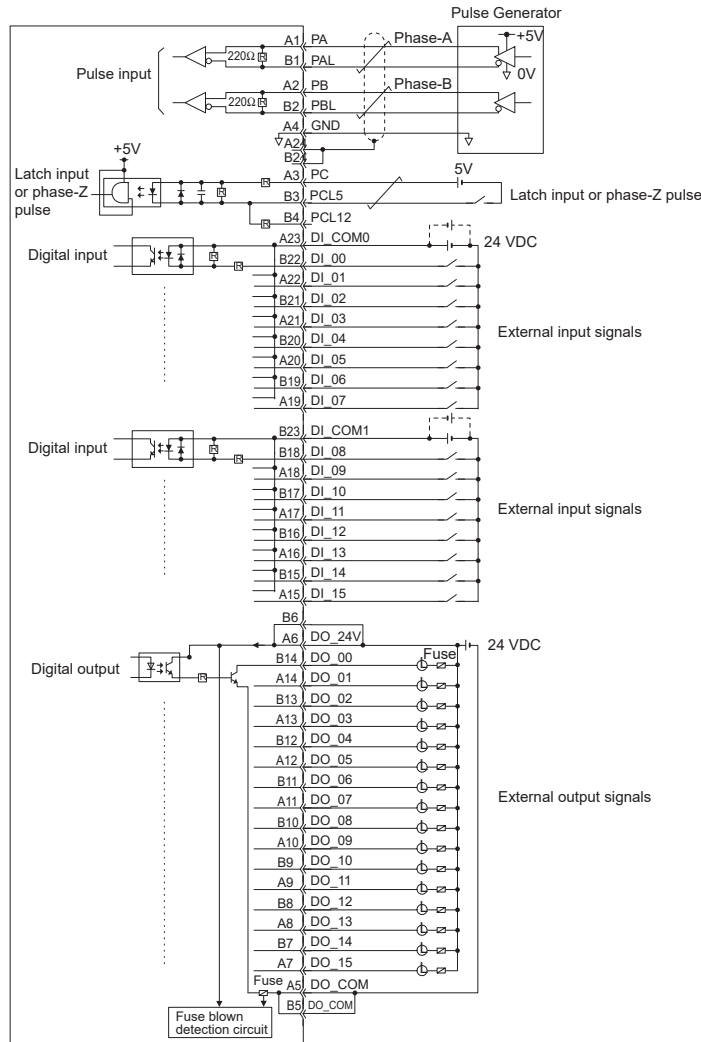 Pulse Generator
A1 PA Phase-A +5V
220Ω R
Pulse input B1 PAL 0V
A2 PB Phase-B
220Ω R
B2 PBL
A4 GND
A24
B24
+5V
Latch input or phase-Z pulse
R A3 PC 5V
R B3 PCL5 Latch input or phase-Z pulse
R B4 PCL12
A23 DI_COM0 24 VDC
Digital input R R B22 DI_00
A22 DI_01
B21 DI_02
A21 DI_03 External input signals
B20 DI_04
A20 DI_05
B19 DI_06
A19 DI_07
B23 DI_COM1
Digital input R R B18 DI_08
A18 DI_09
B17 DI_10
A17 DI_11 External input signals
B16 DI_12
A16 DI_13
B15 DI_14
A15 DI_15
B6
A6 DO_24V 24 VDC
Fuse
Digital output R B14 DO_00 L
A14 DO_01 L
B13 DO_02 L
A13 DO_03 L
B12 DO_04 L
A12 DO_05 L
B11 DO_06 L
A11 DO_07 L External output signals
B10 DO_08 L
A10 DO_09 L
B9 DO_10 L
A9 DO_11 L
B8 DO_12 L
A8 DO_13 L
B7 DO_14 L
A7 DO_15 L
Fuse A5 DO_COM
B5 DO_COM
Fuse blown
detection circuit